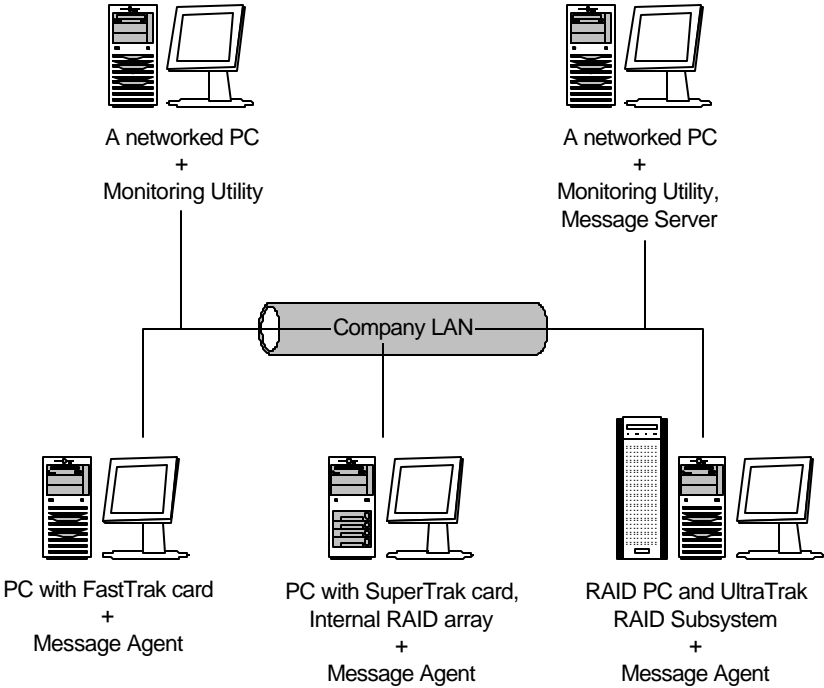 A networked PC
+
Monitoring Utility
A networked PC
+
Monitoring Utility,
Message Server
Company LAN
PC with FastTrak card
+
Message Agent
PC with SuperTrak card,
Internal RAID array
+
Message Agent
RAID PC and UltraTrak
RAID Subsystem
+
Message Agent